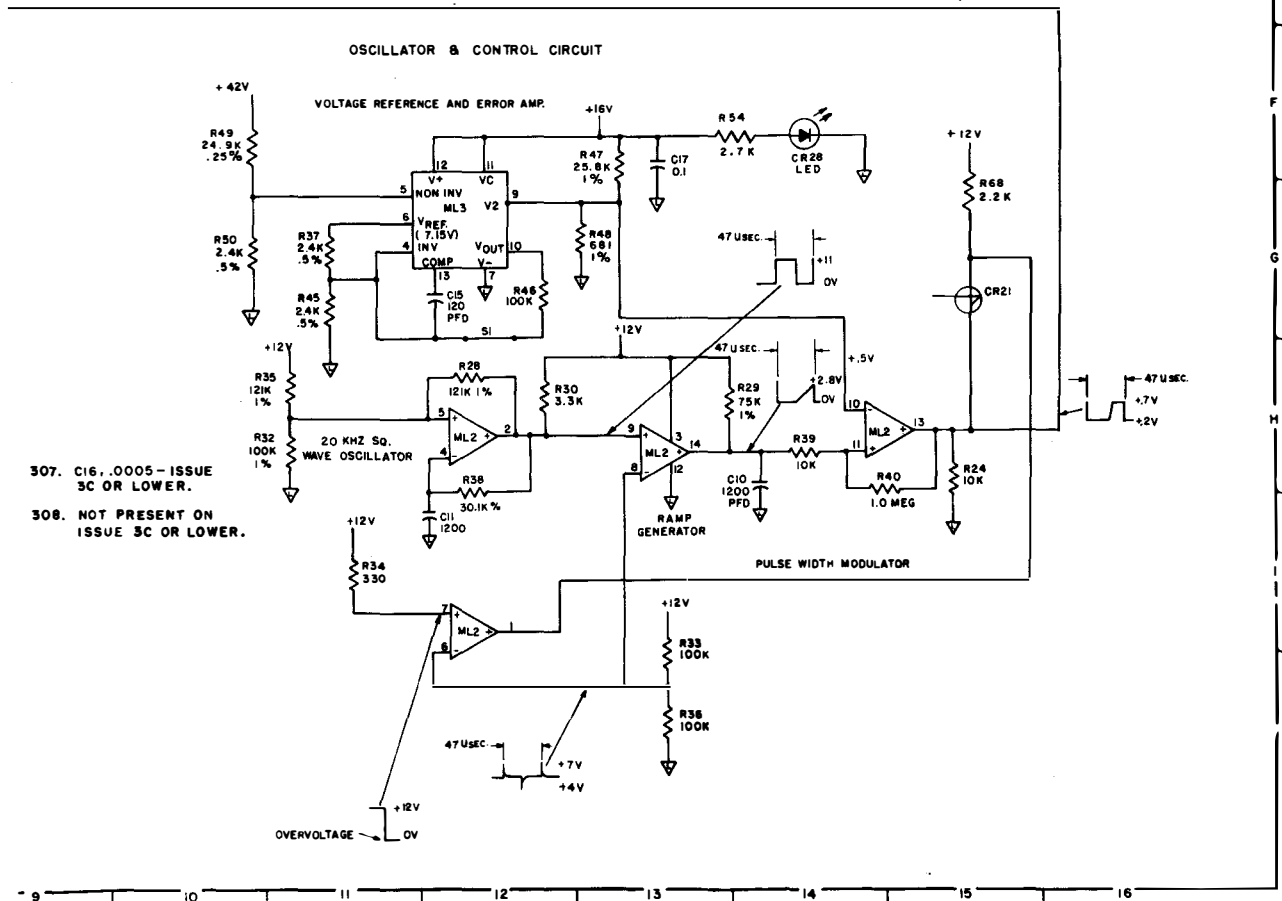 OSCILLATOR & CONTROL CIRCUIT
+42V
VOLTAGE REFERENCE AND ERROR AMP.
+16V
R49
24.9K
.25%
R54
2.7K
CR28
LED
+12V
R47
25.8K
1%
C17
0.1
R68
2.2K
12
11
V+
VC
5
NON INV
ML3
V2
9
6
VREF.
(7.15V)
4
INV
VOUT
10
COMP
V-
13
7
R50
2.4K
.5%
R37
2.4K
.5%
R48
681
1%
R45
2.4K
.5%
C15
120
PFD
R46
100K
S1
47 USEC.
+11
0V
CR21
+12V
R35
121K
1%
R28
121K 1%
+12V
R30
3.3K
R29
75K
1%
47 USEC.
+2.8V
0V
+.5V
47 USEC.
+.7V
+.2V
R32
100K
1%
20 KHZ SQ.
WAVE OSCILLATOR
5
+
ML2
+
2
4
-
R38
30.1K %
C11
1200
9
+
3
ML2
+
14
8
-
12
RAMP
GENERATOR
C10
1200
PFD
R39
10K
10
-
ML2
+
13
11
+
R40
1.0 MEG
R24
10K
307. C16, .0005-ISSUE
3C OR LOWER.
308. NOT PRESENT ON
ISSUE 3C OR LOWER.
+12V
R34
330
PULSE WIDTH MODULATOR
7
+
ML2
+
1
6
-
+12V
R33
100K
R36
100K
47 USEC.
+7V
+4V
+12V
OVERVOLTAGE
0V
F
G
H
I
9
10
11
12
13
14
15
16